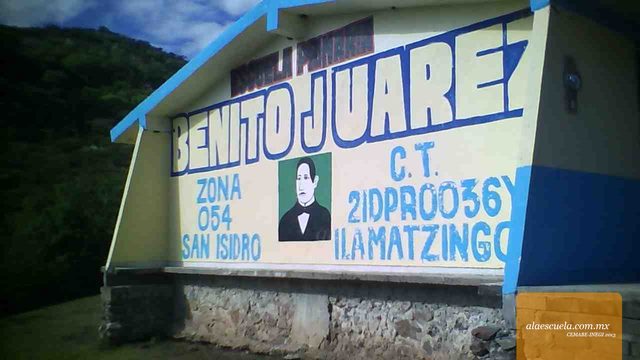 ESCUELA PRIMARIA
BENITO JUAREZ
ZONA
054
SAN ISIDRO
C.T.
21DPR0036Y
ILAMATZINGO
alaescuela.com.mx
CEMABE-INEGI 2013